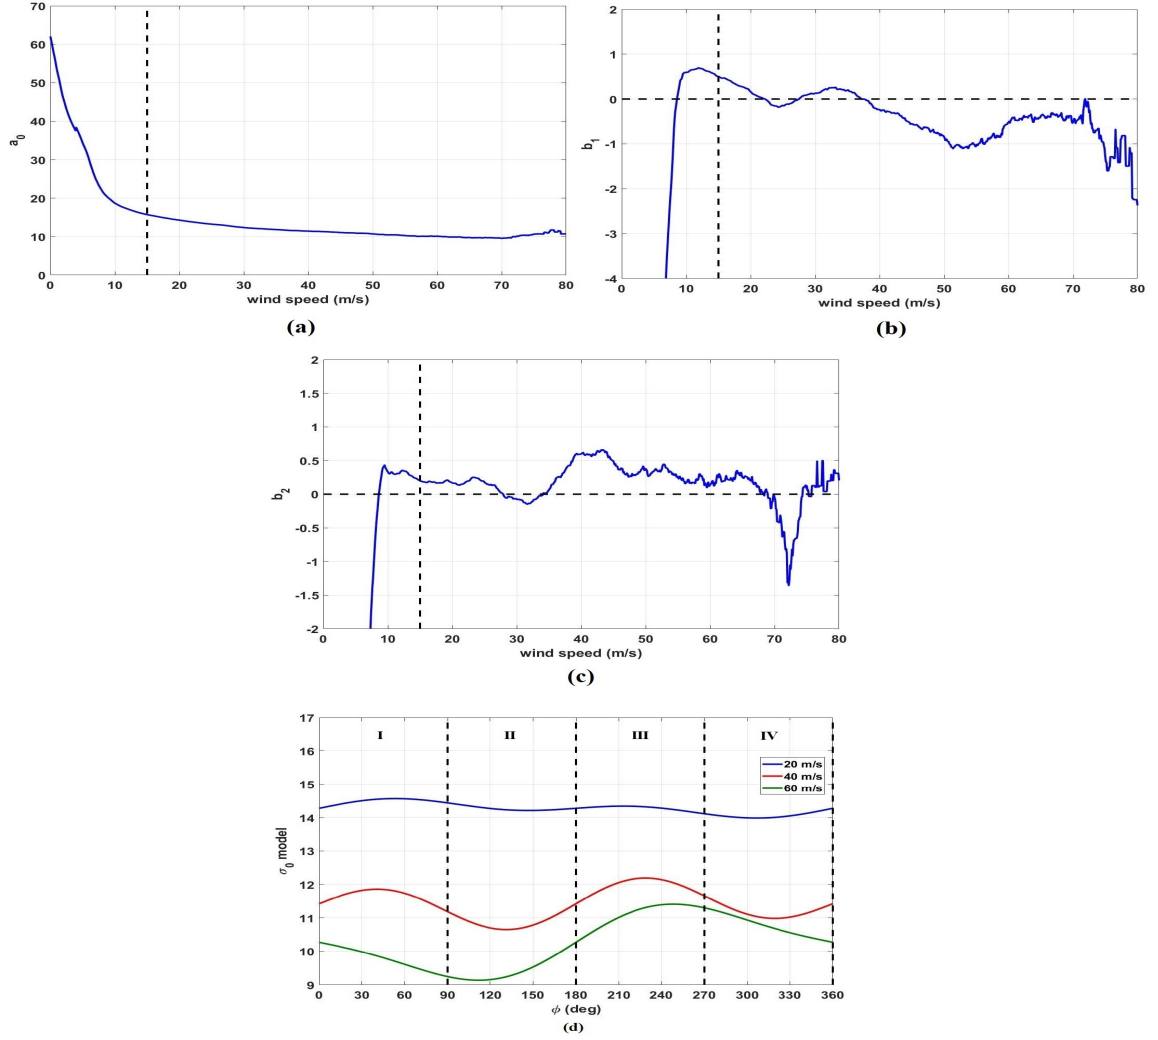 70
60
50
40
30
20
10
0
a0
0 10 20 30 40 50 60 70 80
wind speed (m/s)
(a)
2
1
0
-1
-2
-3
-4
b1
0 10 20 30 40 50 60 70 80
wind speed (m/s)
(b)
2
1.5
1
0.5
0
-0.5
-1
-1.5
-2
b2
0 10 20 30 40 50 60 70 80
wind speed (m/s)
(c)
17
16
15
14
13
12
11
10
9
σ0 model
I II III IV
20 m/s
40 m/s
60 m/s
0 30 60 90 120 150 180 210 240 270 300 330 360
ϕ (deg)
(d)